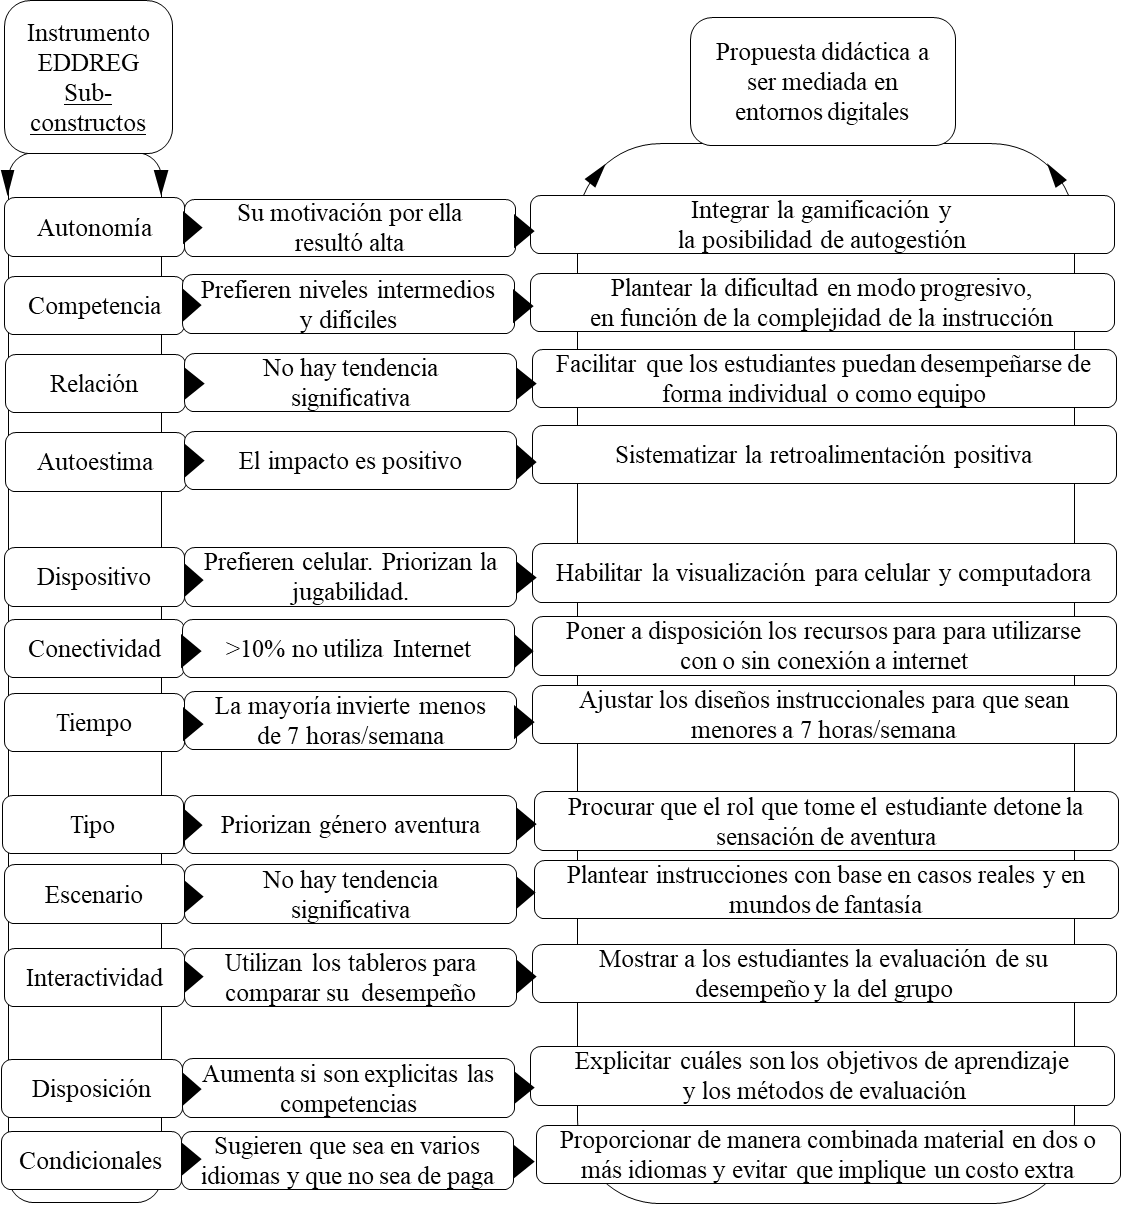 Instrumento
EDDREG
Sub-
constructos
Propuesta didáctica a
ser mediada en
entornos digitales
Autonomía
Su motivación por ella
resultó alta
Integrar la gamificación y
la posibilidad de autogestión
Competencia
Prefieren niveles intermedios
y difíciles
Plantear la dificultad en modo progresivo,
en función de la complejidad de la instrucción
Relación
No hay tendencia
significativa
Facilitar que los estudiantes puedan desempeñarse de
forma individual o como equipo
Autoestima
El impacto es positivo
Sistematizar la retroalimentación positiva
Dispositivo
Prefieren celular. Priorizan la
jugabilidad.
Habilitar la visualización para celular y computadora
Conectividad
>10% no utiliza Internet
Poner a disposición los recursos para para utilizarse
con o sin conexión a internet
Tiempo
La mayoría invierte menos
de 7 horas/semana
Ajustar los diseños instruccionales para que sean
menores a 7 horas/semana
Tipo
Priorizan género aventura
Procurar que el rol que tome el estudiante detone la
sensación de aventura
Escenario
No hay tendencia
significativa
Plantear instrucciones con base en casos reales y en
mundos de fantasía
Interactividad
Utilizan los tableros para
comparar su desempeño
Mostrar a los estudiantes la evaluación de su
desempeño y la del grupo
Disposición
Aumenta si son explicitas las
competencias
Explicitar cuáles son los objetivos de aprendizaje
y los métodos de evaluación
Condicionales
Sugieren que sea en varios
idiomas y que no sea de paga
Proporcionar de manera combinada material en dos o
más idiomas y evitar que implique un costo extra